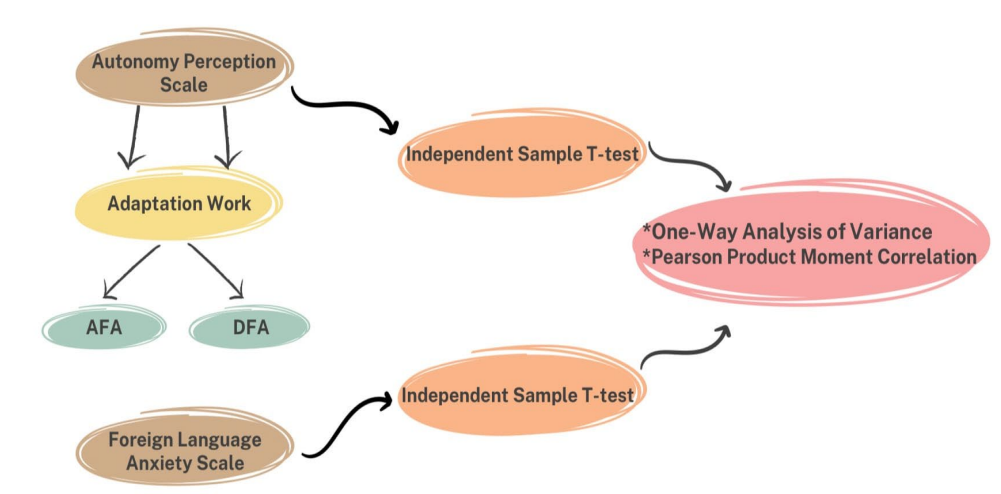 Autonomy Perception
Scale
Independent Sample T-test
Adaptation Work
*One-Way Analysis of Variance
*Pearson Product Moment Correlation
AFA
DFA
Independent Sample T-test
Foreign Language
Anxiety Scale